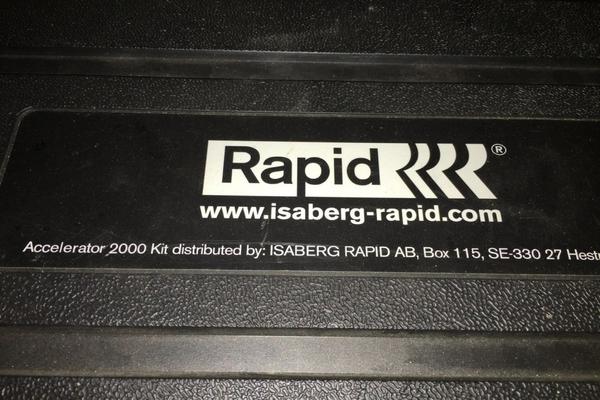 Rapid ®
www.isaberg-rapid.com
Accelerator 2000 Kit distributed by: ISABERG RAPID AB, Box 115, SE-330 27